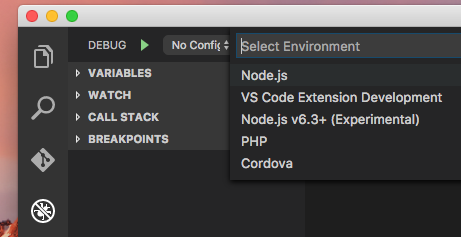 DEBUG No Config Select Environment
VARIABLES
WATCH
CALL STACK
BREAKPOINTS
Node.js
VS Code Extension Development
Node.js v6.3+ (Experimental)
PHP
Cordova